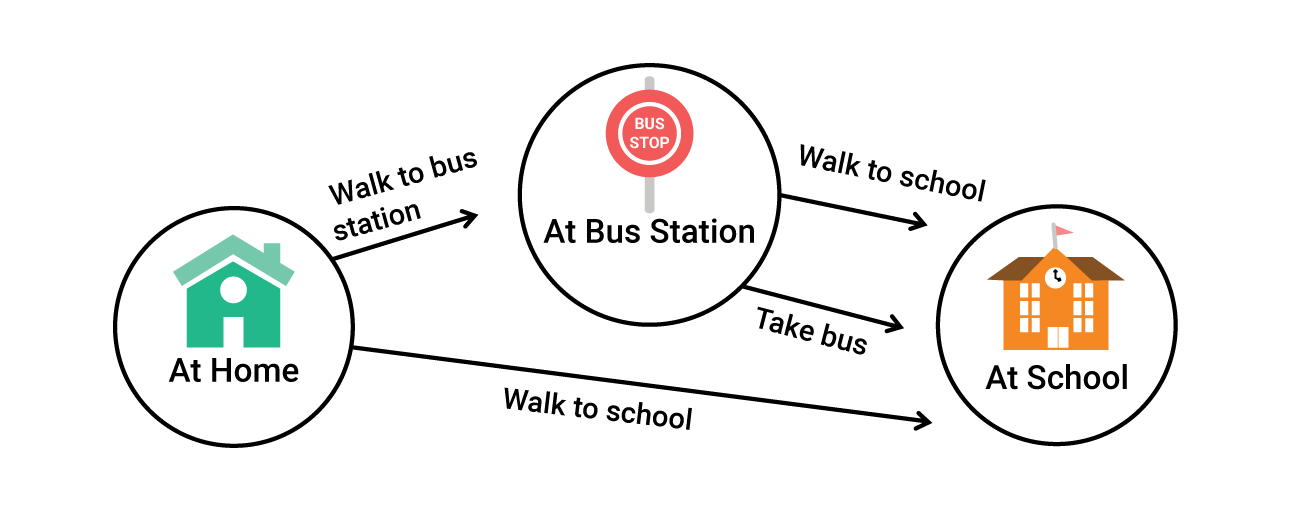 BUS
STOP
At Bus Station
Walk to bus
station
Walk to school
Take bus
At Home
Walk to school
At School